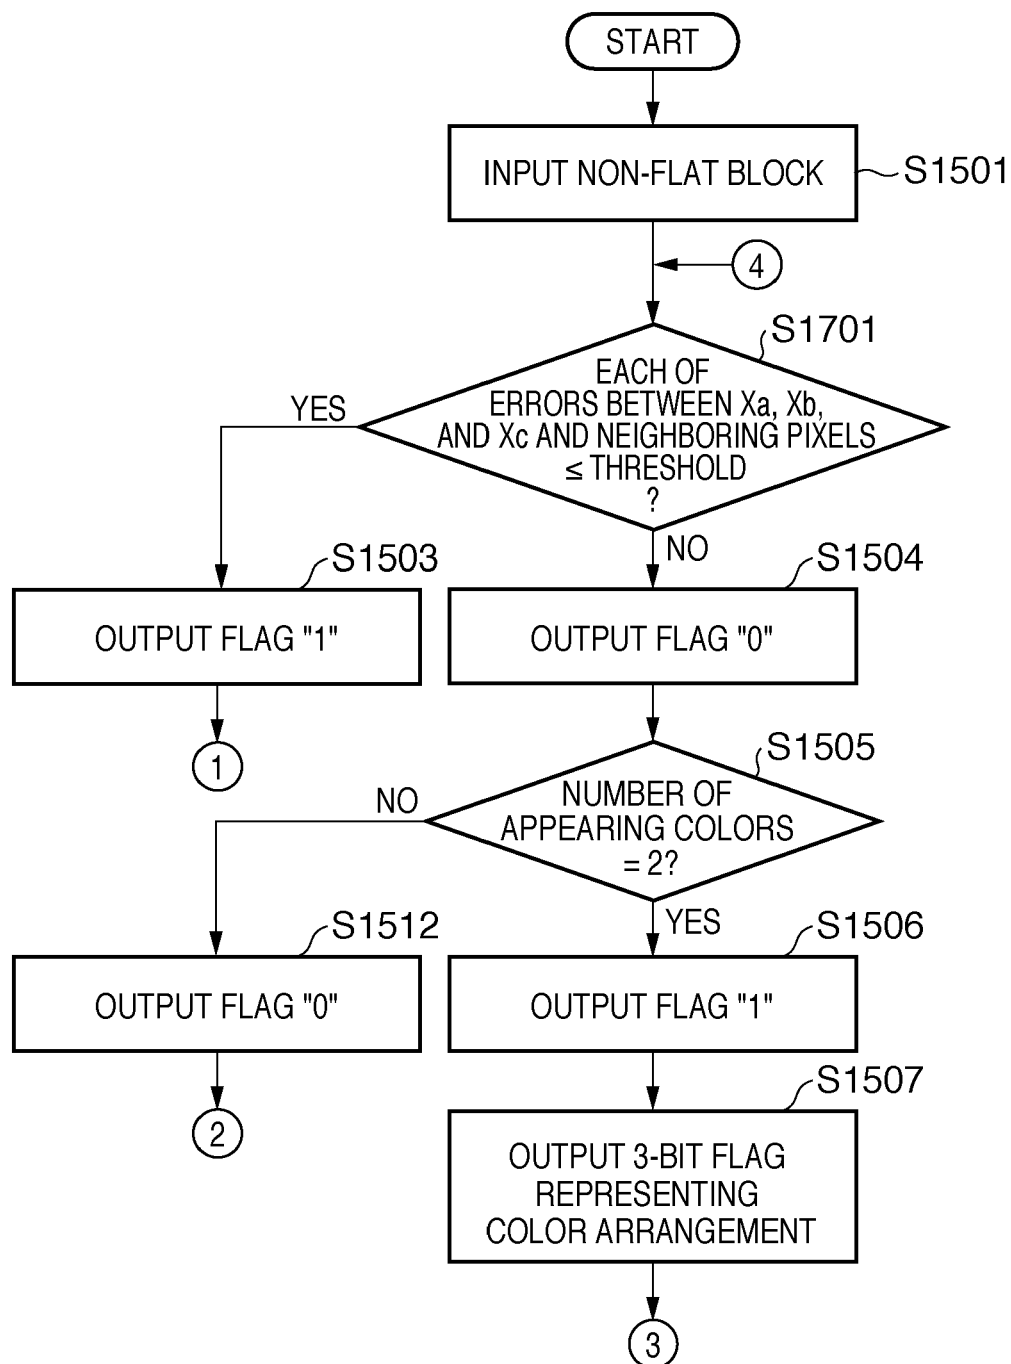 START
INPUT NON-FLAT BLOCK
S1501
4
S1701
EACH OF
ERRORS BETWEEN Xa, Xb,
AND Xc AND NEIGHBORING PIXELS
≤ THRESHOLD
?
YES
NO
S1503
OUTPUT FLAG "1"
1
S1504
OUTPUT FLAG "0"
S1505
NUMBER OF
APPEARING COLORS
= 2?
NO
YES
S1512
OUTPUT FLAG "0"
2
S1506
OUTPUT FLAG "1"
S1507
OUTPUT 3-BIT FLAG
REPRESENTING
COLOR ARRANGEMENT
3